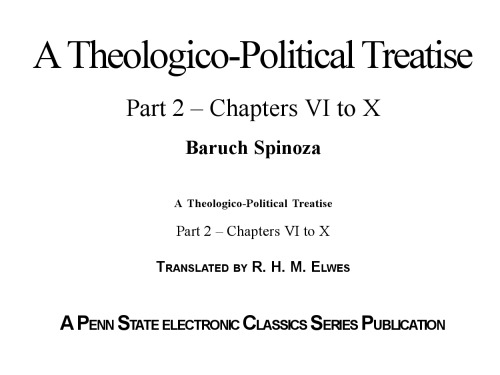 A Theologico-Political Treatise
Part 2 – Chapters VI to X
Baruch Spinoza
A Theologico-Political Treatise
Part 2 – Chapters VI to X
TRANSLATED BY R. H. M. ELWES
A PENN STATE ELECTRONIC CLASSICS SERIES PUBLICATION